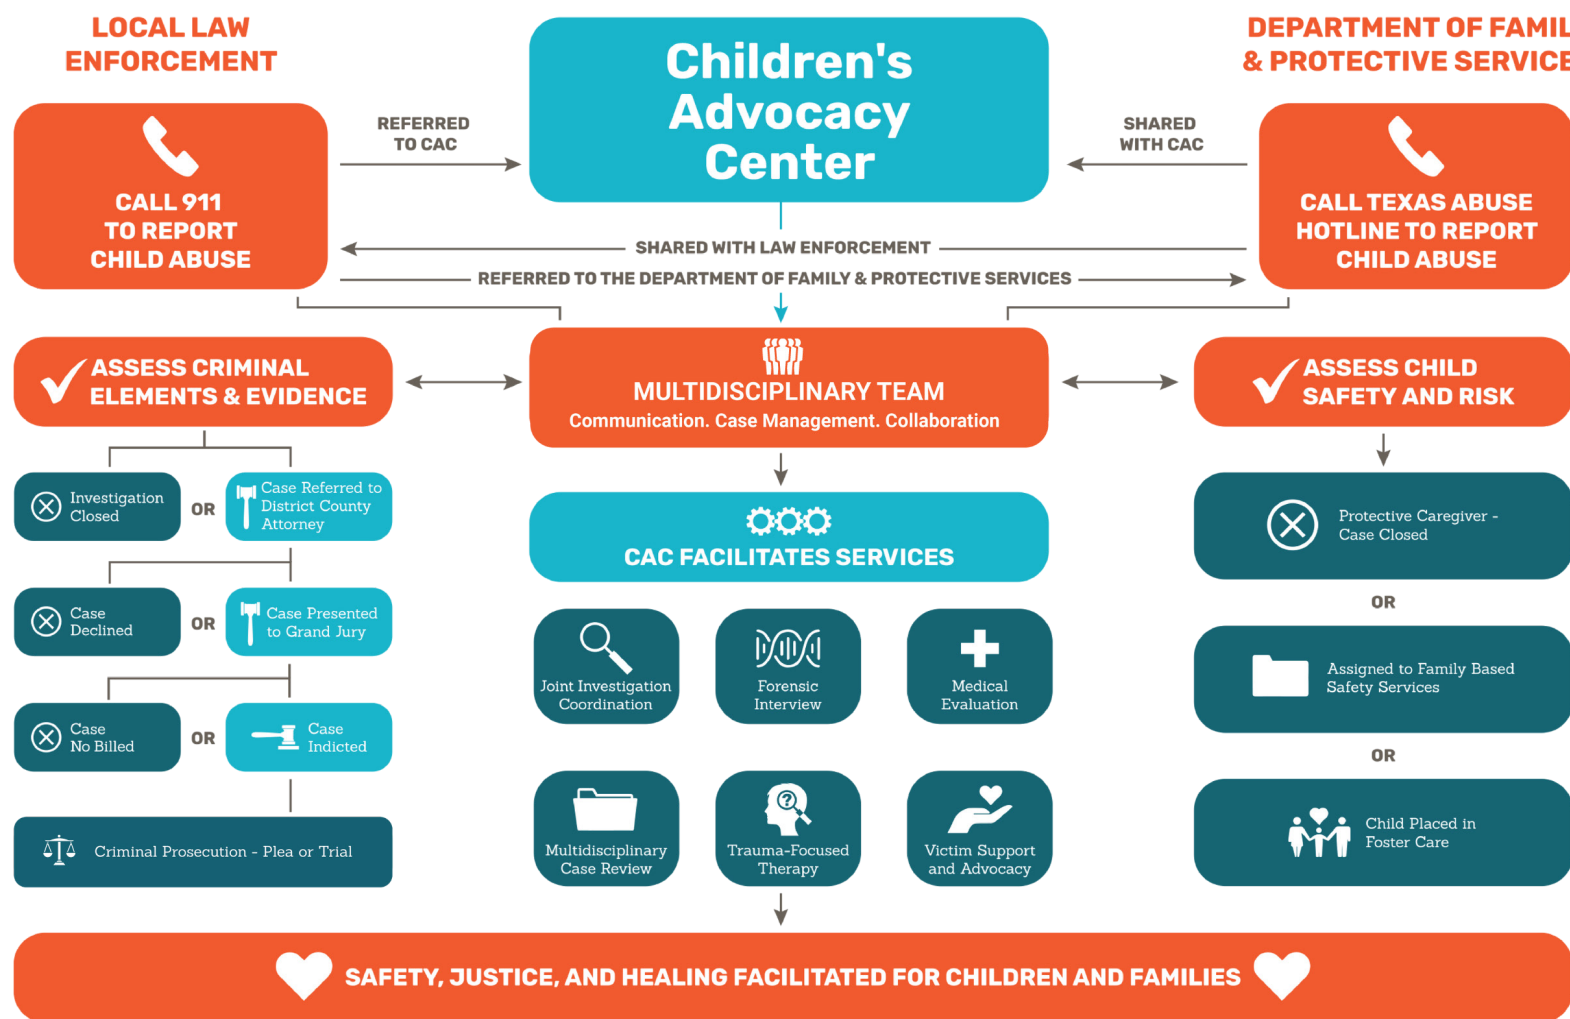 LOCAL LAW
ENFORCEMENT
Children's
Advocacy
Center
DEPARTMENT OF FAMIL
& PROTECTIVE SERVICE
REFERRED
TO CAC
SHARED
WITH CAC
CALL 911
TO REPORT
CHILD ABUSE
CALL TEXAS ABUSE
HOTLINE TO REPORT
CHILD ABUSE
SHARED WITH LAW ENFORCEMENT
REFERRED TO THE DEPARTMENT OF FAMILY & PROTECTIVE SERVICES
ASSESS CRIMINAL
ELEMENTS & EVIDENCE
MULTIDISCIPLINARY TEAM
Communication. Case Management. Collaboration
ASSESS CHILD
SAFETY AND RISK
Investigation
Closed
OR
Case Referred to
District County
Attorney
Case
Declined
OR
Case Presented
to Grand Jury
Case
No Billed
OR
Case
Indicted
Criminal Prosecution - Plea or Trial
CAC FACILITATES SERVICES
Joint Investigation
Coordination
Forensic
Interview
Medical
Evaluation
Multidisciplinary
Case Review
Trauma-Focused
Therapy
Victim Support
and Advocacy
Protective Caregiver -
Case Closed
OR
Assigned to Family Based
Safety Services
OR
Child Placed in
Foster Care
SAFETY, JUSTICE, AND HEALING FACILITATED FOR CHILDREN AND FAMILIES